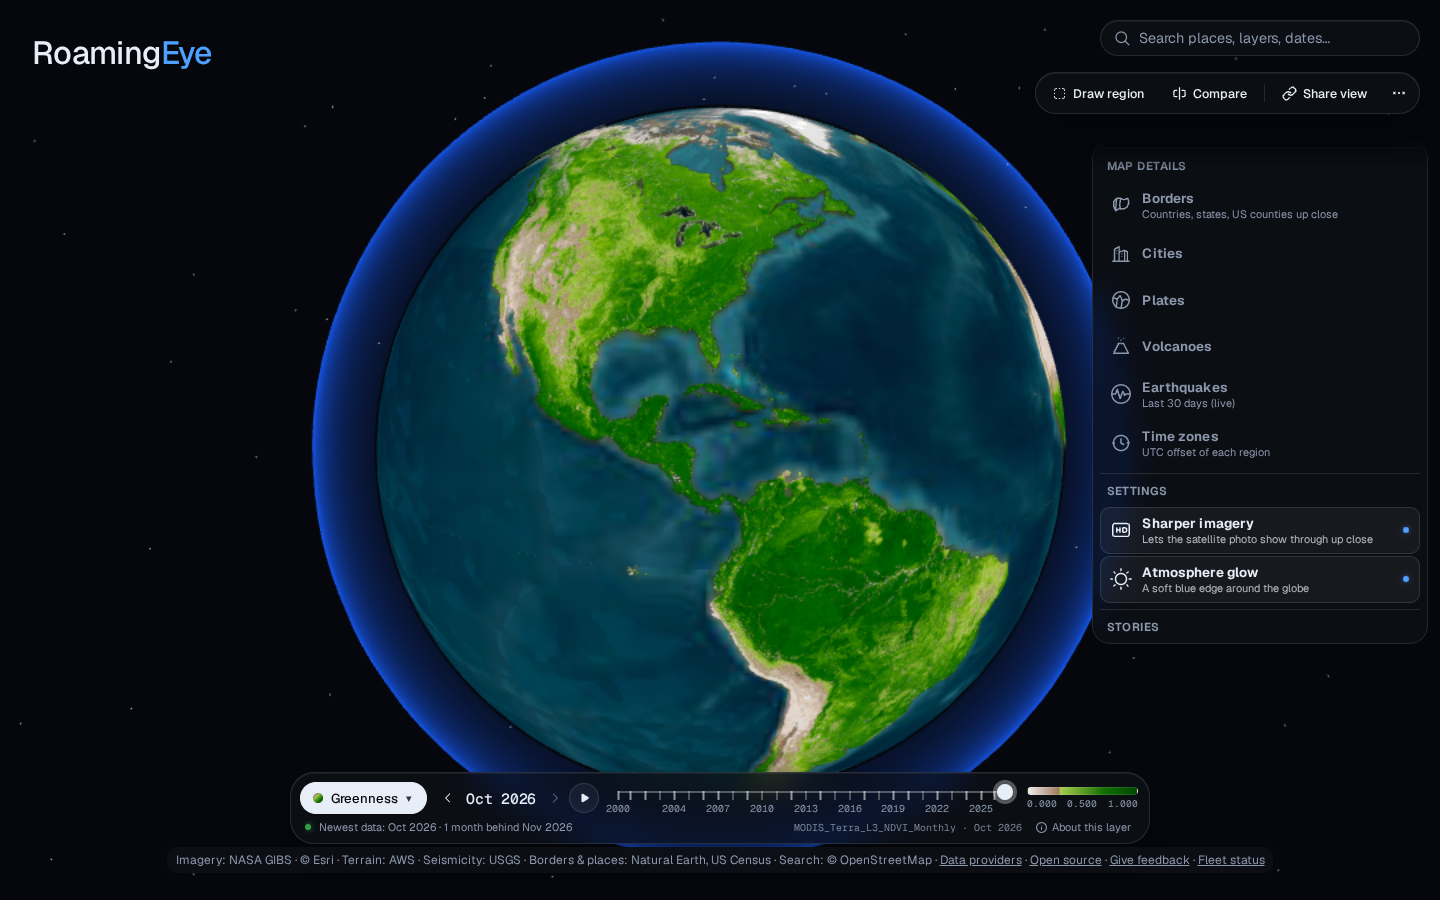 RoamingEye
Search places, layers, dates...
Draw region
Compare
Share view
MAP DETAILS
Borders
Countries, states, US counties up close
Cities
Plates
Volcanoes
Earthquakes
Last 30 days (live)
Time zones
UTC offset of each region
SETTINGS
HD
Sharper imagery
Lets the satellite photo show through up close
Atmosphere glow
A soft blue edge around the globe
STORIES
Greenness
Oct 2026
2000 2004 2007 2010 2013 2016 2019 2022 2025
0.000 0.500 1.000
Newest data: Oct 2026 · 1 month behind Nov 2026
MODIS_Terra_L3_NDVI_Monthly · Oct 2026
About this layer
Imagery: NASA GIBS · © Esri · Terrain: AWS · Seismicity: USGS · Borders & places: Natural Earth, US Census · Search: © OpenStreetMap · Data providers · Open source · Give feedback · Fleet status